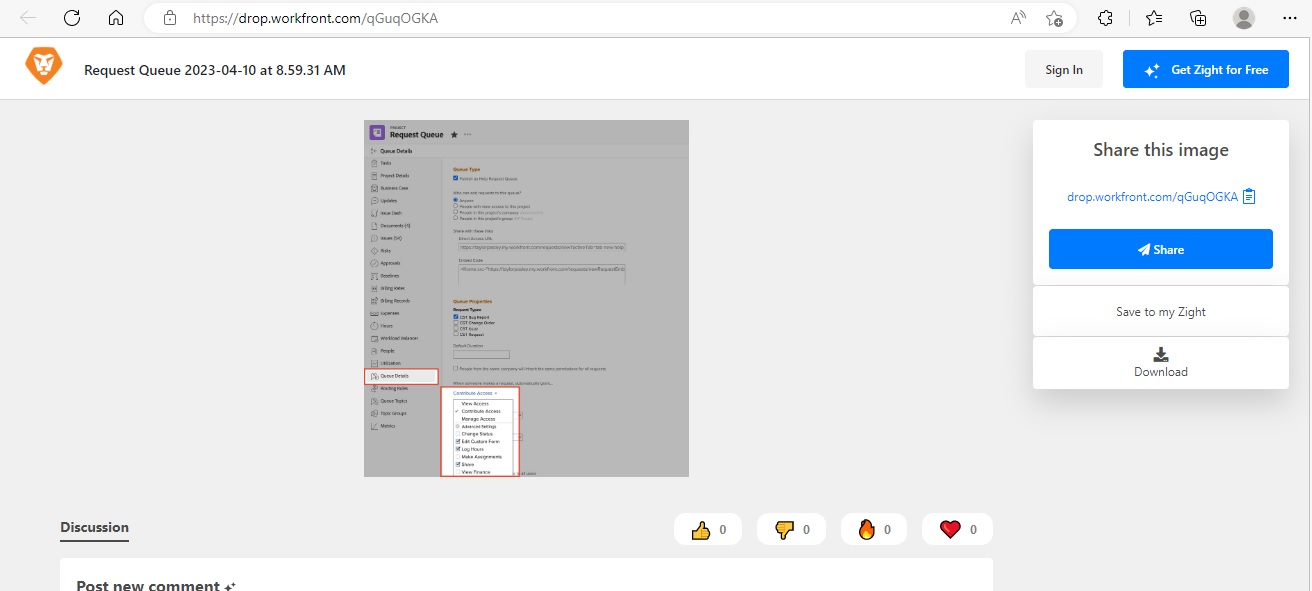 https://drop.workfront.com/qGuqOGKA
Request Queue 2023-04-10 at 8.59.31 AM
Sign In
Get Zight for Free
PROJECT
Request Queue
Queue Details
Tasks
Project Details
Business Case
Updates
Issue Dash
Documents (3)
Risks
Approvals
Baselines
Billing Rates
Billing Records
Expenses
Hours
Workload Balancer
People
Utilization
Queue Details
Routing Rules
Queue Topics
Topic Groups
Metrics
Queue Type
Publish as Help Request Queue
Who can add requests to this queue?
Anyone
People with view access to this project
People in this project's company
People in this project's group
Share with these links
Direct Access URL
Embed Code
Queue Properties
Request Types
CST Bug Report
CST Change Order
CST Issue
CST Request
Default Duration
People from the same company will inherit the same permissions for all requests
When someone makes a request, automatically grant...
Contribute Access
View Access
Contribute Access
Manage Access
Advanced Settings
Change Status
Edit Custom Form
Log Hours
Make Assignments
Share
View Finance
Share this image
drop.workfront.com/qGuqOGKA
Share
Save to my Zight
Download
Discussion
0
0
0
0
Post new comment